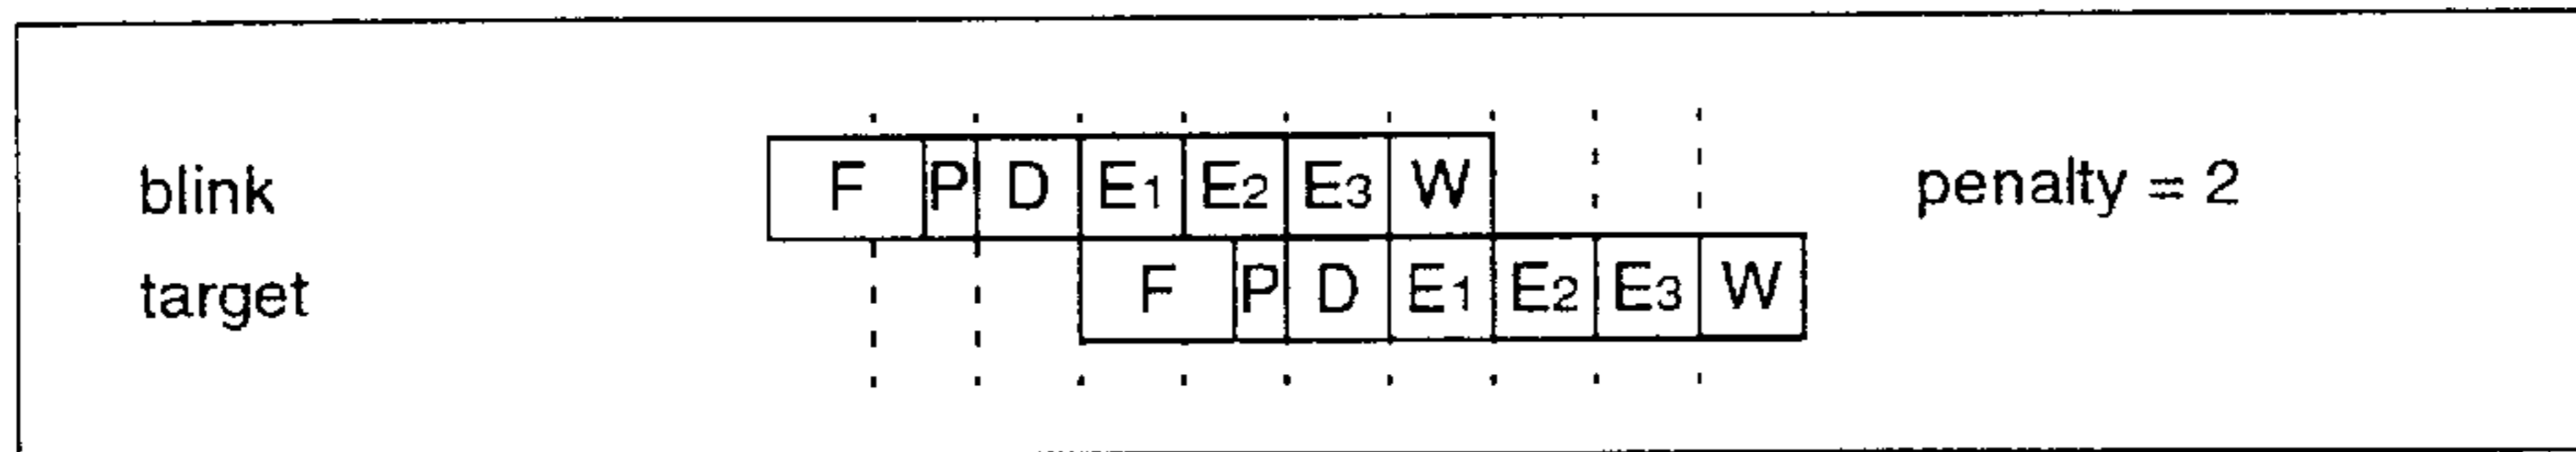 blink F P D E1 E2 E3 W penalty = 2
target F P D E1 E2 E3 W